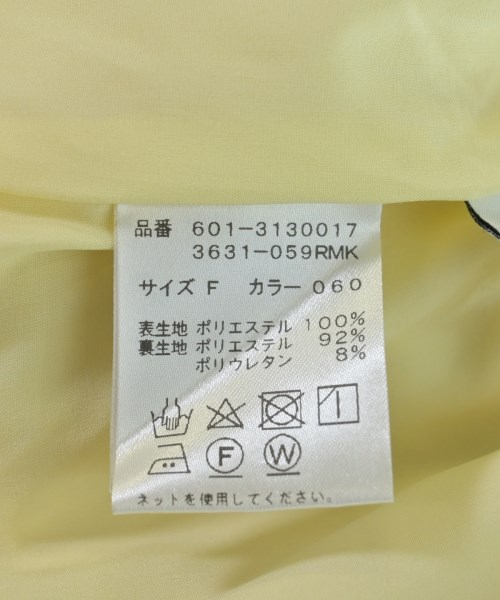 品番 601-3130017
3631-059RMK
サイズ F カラー 060
表生地 ポリエステル 100%
裏生地 ポリエステル 92%
ポリウレタン 8%
F W
ネットを使用してください。